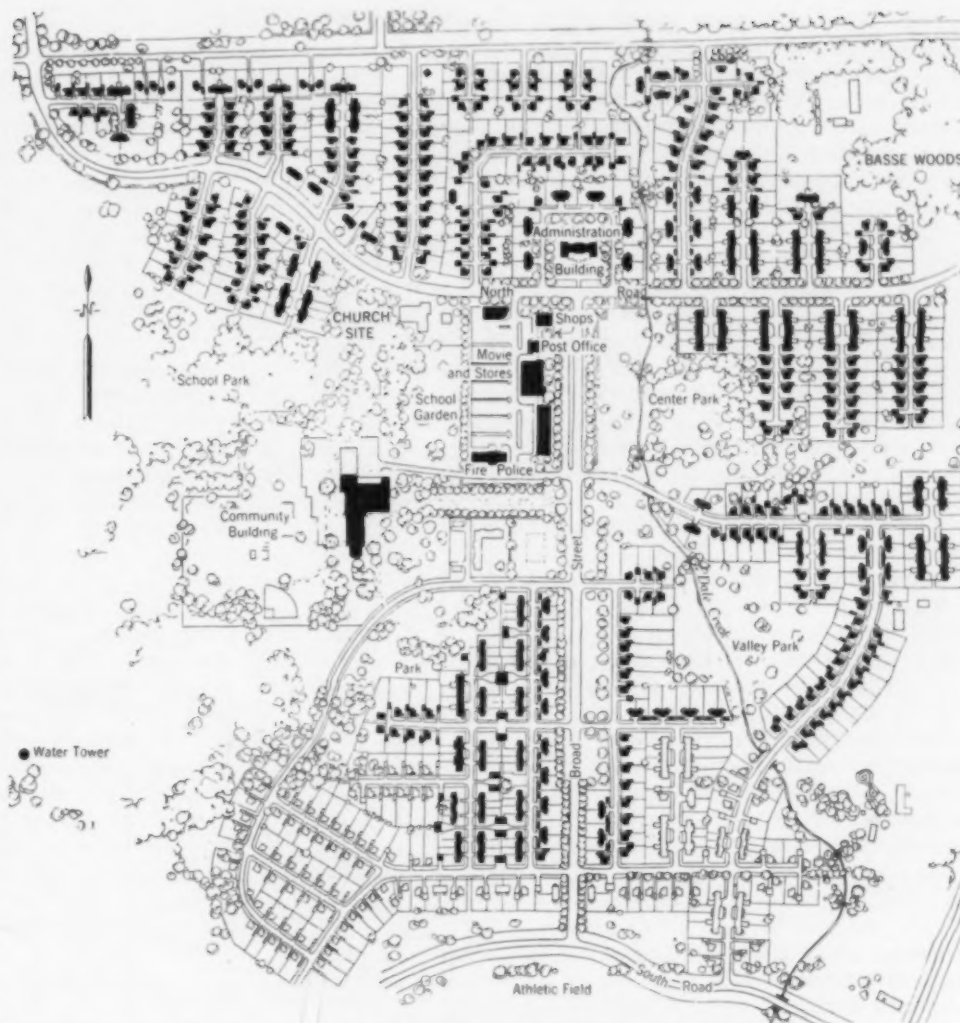 BASSE WOODS
Administration
Building
North
Road
CHURCH
SITE
Shops
Post Office
Movie
and Stores
School Park
School
Garden
Center Park
Fire Police
Community
Building
Street
Dale
Valley Park
Park
Water Tower
Broad
South Road
Athletic Field
N